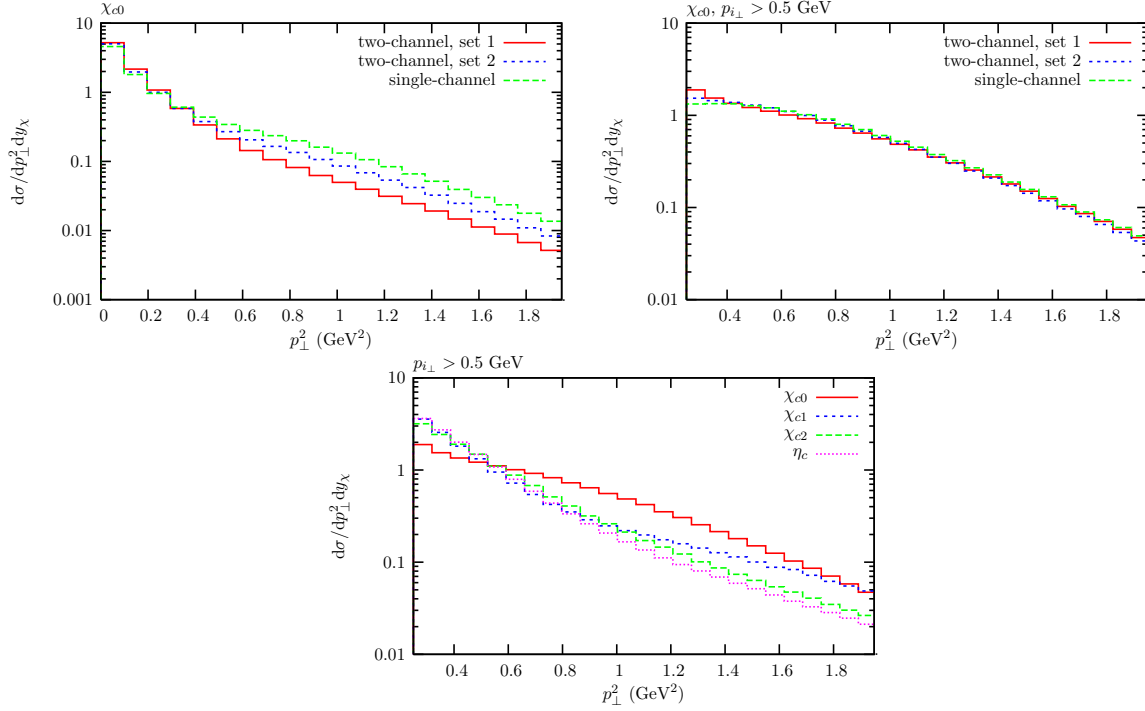 χc0
two-channel, set 1
two-channel, set 2
single-channel
dσ/dp²⊥dyχ
10
1
0.1
0.01
0.001
0 0.2 0.4 0.6 0.8 1 1.2 1.4 1.6 1.8
p²⊥ (GeV²)
χc0, pi⊥ > 0.5 GeV
two-channel, set 1
two-channel, set 2
single-channel
dσ/dp²⊥dyχ
10
1
0.1
0.01
0.4 0.6 0.8 1 1.2 1.4 1.6 1.8
p²⊥ (GeV²)
pi⊥ > 0.5 GeV
χc0
χc1
χc2
ηc
dσ/dp²⊥dyχ
10
1
0.1
0.01
0.4 0.6 0.8 1 1.2 1.4 1.6 1.8
p²⊥ (GeV²)